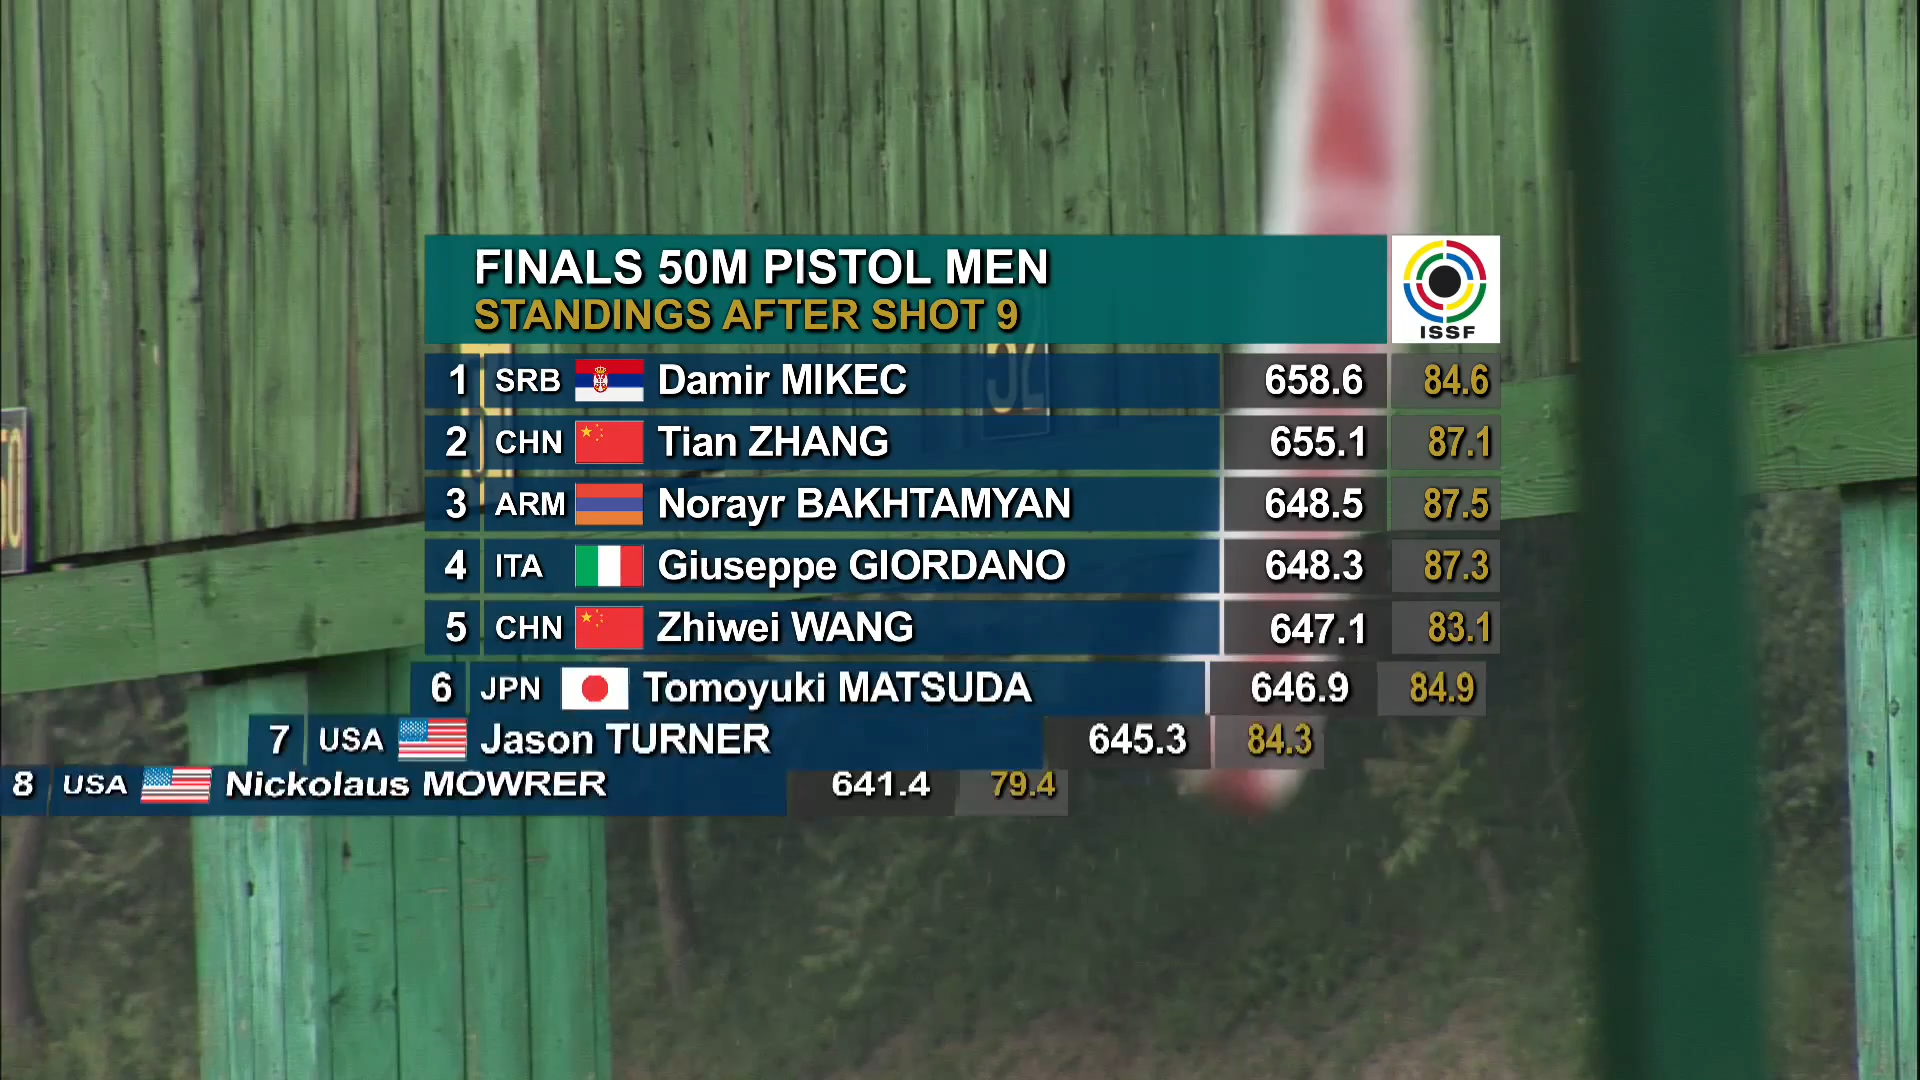 FINALS 50M PISTOL MEN
STANDINGS AFTER SHOT 9
ISSF
1 SRB Damir MIKEC 658.6 84.6
2 CHN Tian ZHANG 655.1 87.1
3 ARM Norayr BAKHTAMYAN 648.5 87.5
4 ITA Giuseppe GIORDANO 648.3 87.3
5 CHN Zhiwei WANG 647.1 83.1
6 JPN Tomoyuki MATSUDA 646.9 84.9
7 USA Jason TURNER 645.3 84.3
8 USA Nickolaus MOWRER 641.4 79.4
50
52